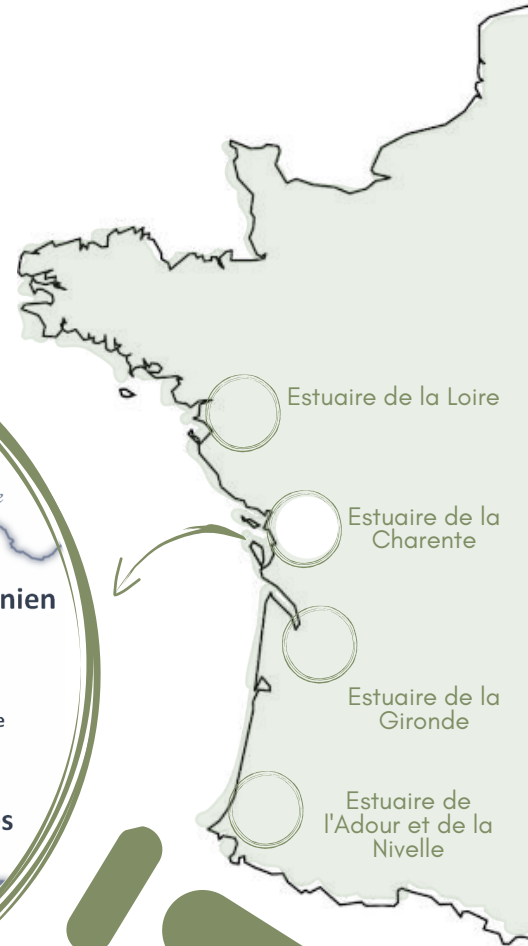 Estuaire de la Loire
Estuaire de la
Charente
nien
e
s
Estuaire de la
Gironde
Estuaire de
l'Adour et de la
Nivelle